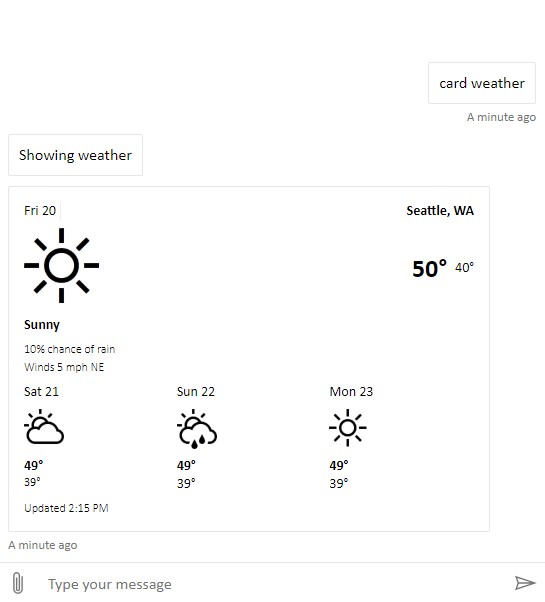 card weather
A minute ago
Showing weather
Fri 20
Seattle, WA
50° 40°
Sunny
10% chance of rain
Winds 5 mph NE
Sat 21 Sun 22 Mon 23
49° 49° 49°
39° 39° 39°
Updated 2:15 PM
A minute ago
Type your message